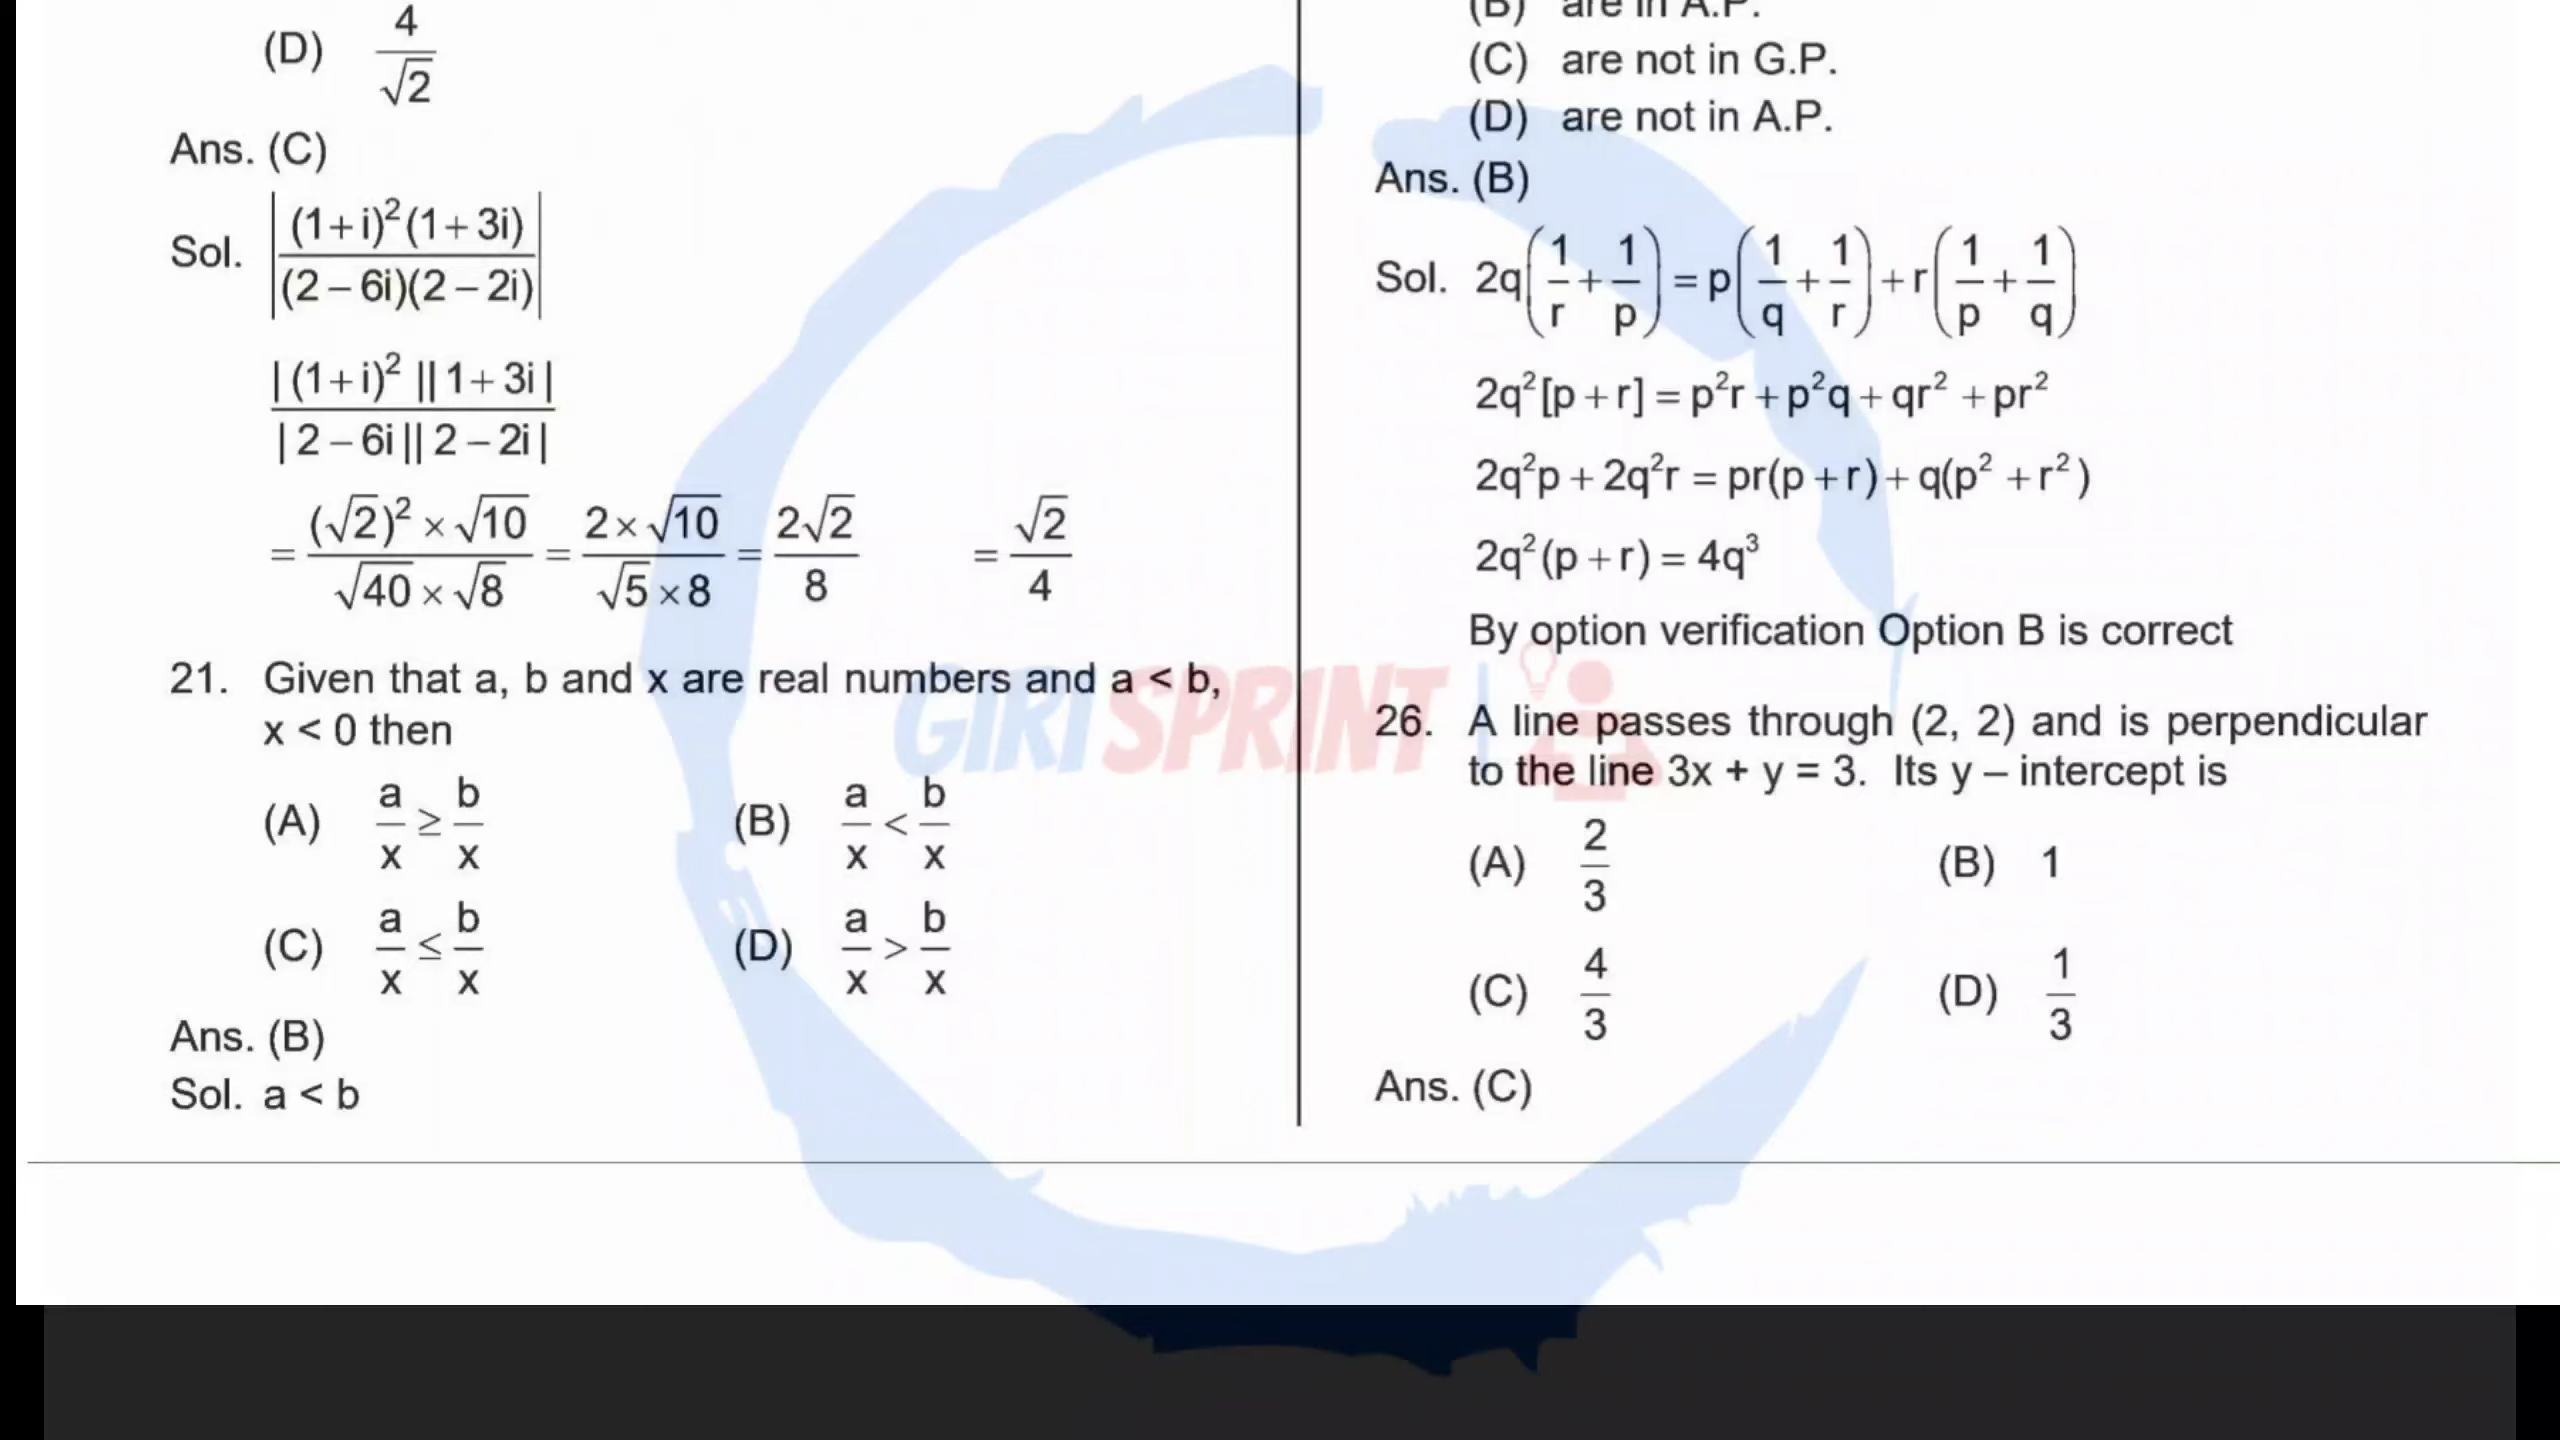 (D) 4/√2
Ans. (C)
Sol. |(1+i)²(1+3i) / (2–6i)(2–2i)|
|(1+i)²||1+3i| / |2–6i||2–2i|
= (√2)²×√10 / √40×√8 = 2×√10 / √5×8 = 2√2/8 = √2/4
21. Given that a, b and x are real numbers and a < b,
x < 0 then
(A) a/x ≥ b/x (B) a/x < b/x
(C) a/x ≤ b/x (D) a/x > b/x
Ans. (B)
Sol. a < b
(B) are in A.P.
(C) are not in G.P.
(D) are not in A.P.
Ans. (B)
Sol. 2q(1/r + 1/p) = p(1/q + 1/r) + r(1/p + 1/q)
2q²[p+r] = p²r + p²q + qr² + pr²
2q²p + 2q²r = pr(p+r) + q(p² + r²)
2q²(p+r) = 4q³
By option verification Option B is correct
26. A line passes through (2, 2) and is perpendicular
to the line 3x + y = 3. Its y – intercept is
(A) 2/3 (B) 1
(C) 4/3 (D) 1/3
Ans. (C)
GIRI SPRINT